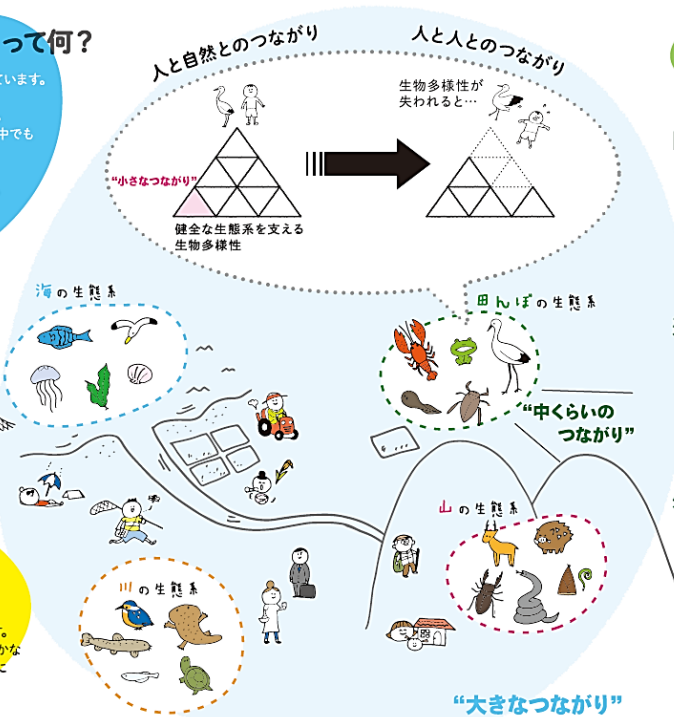 って何？
ています。
中でも
人と自然とのつながり
人と人とのつながり
生物多様性が
失われると…
“小さなつながり”
健全な生態系を支える
生物多様性
海の生態系
田んぼの生態系
“中くらいの
つながり”
山の生態系
川の生態系
す。
かな
に
“大きなつながり”